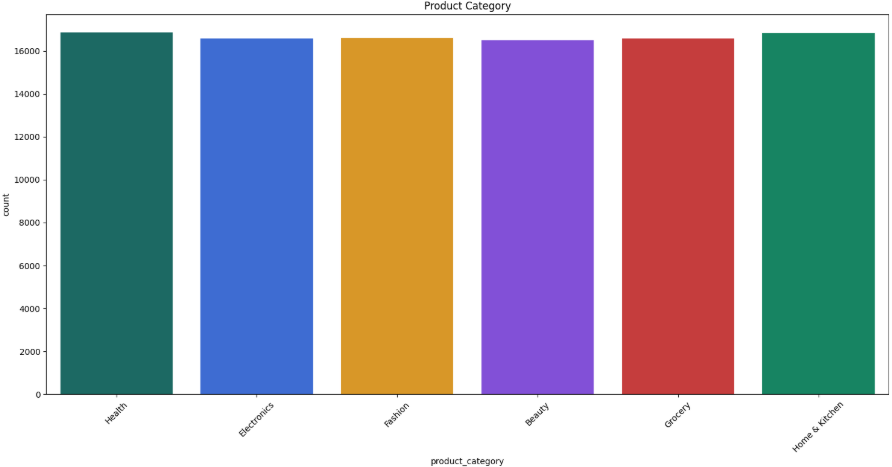 Product Category
count
16000
14000
12000
10000
8000
6000
4000
2000
0
Health
Electronics
Fashion
Beauty
Grocery
Home & Kitchen
product_category